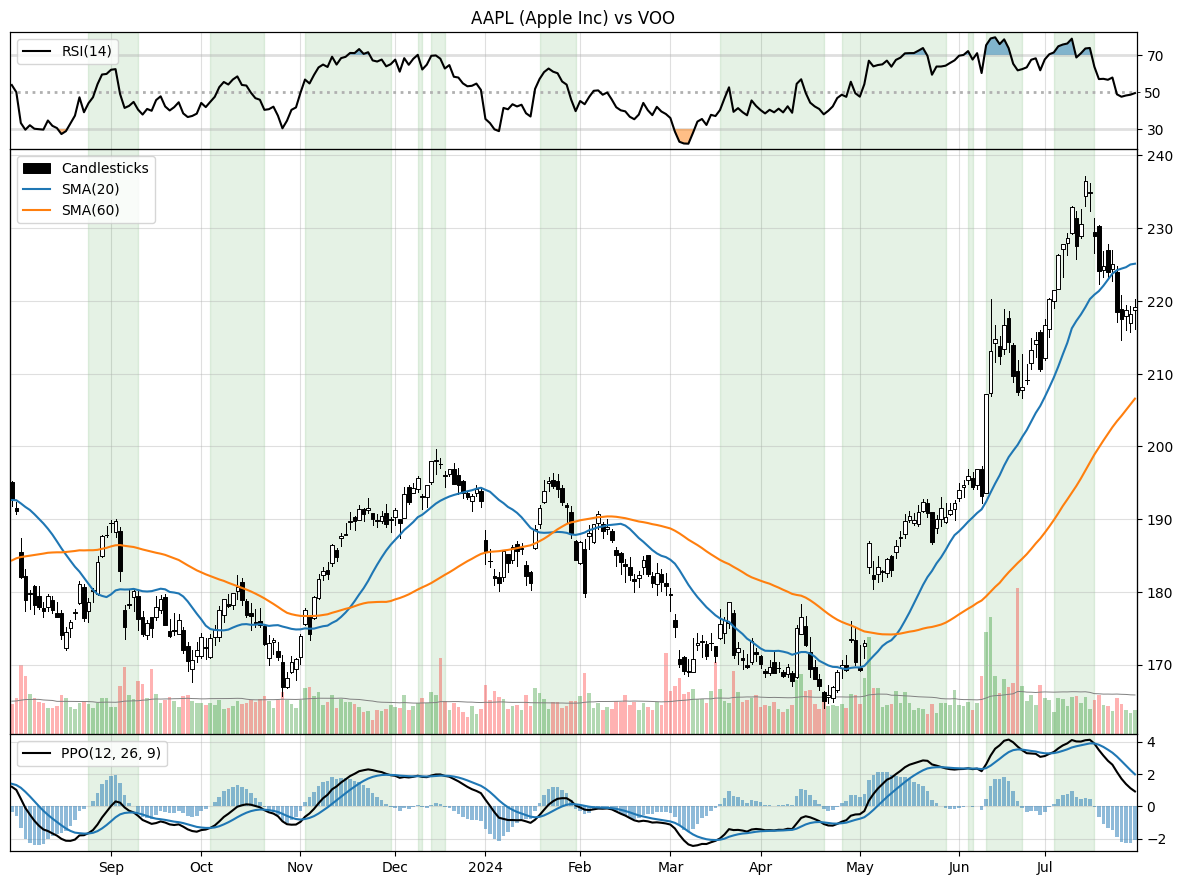 AAPL (Apple Inc) vs VOO
RSI(14)
70
50
30
Candlesticks
SMA(20)
SMA(60)
240
230
220
210
200
190
180
170
PPO(12, 26, 9)
4
2
0
−2
Sep Oct Nov Dec 2024 Feb Mar Apr May Jun Jul